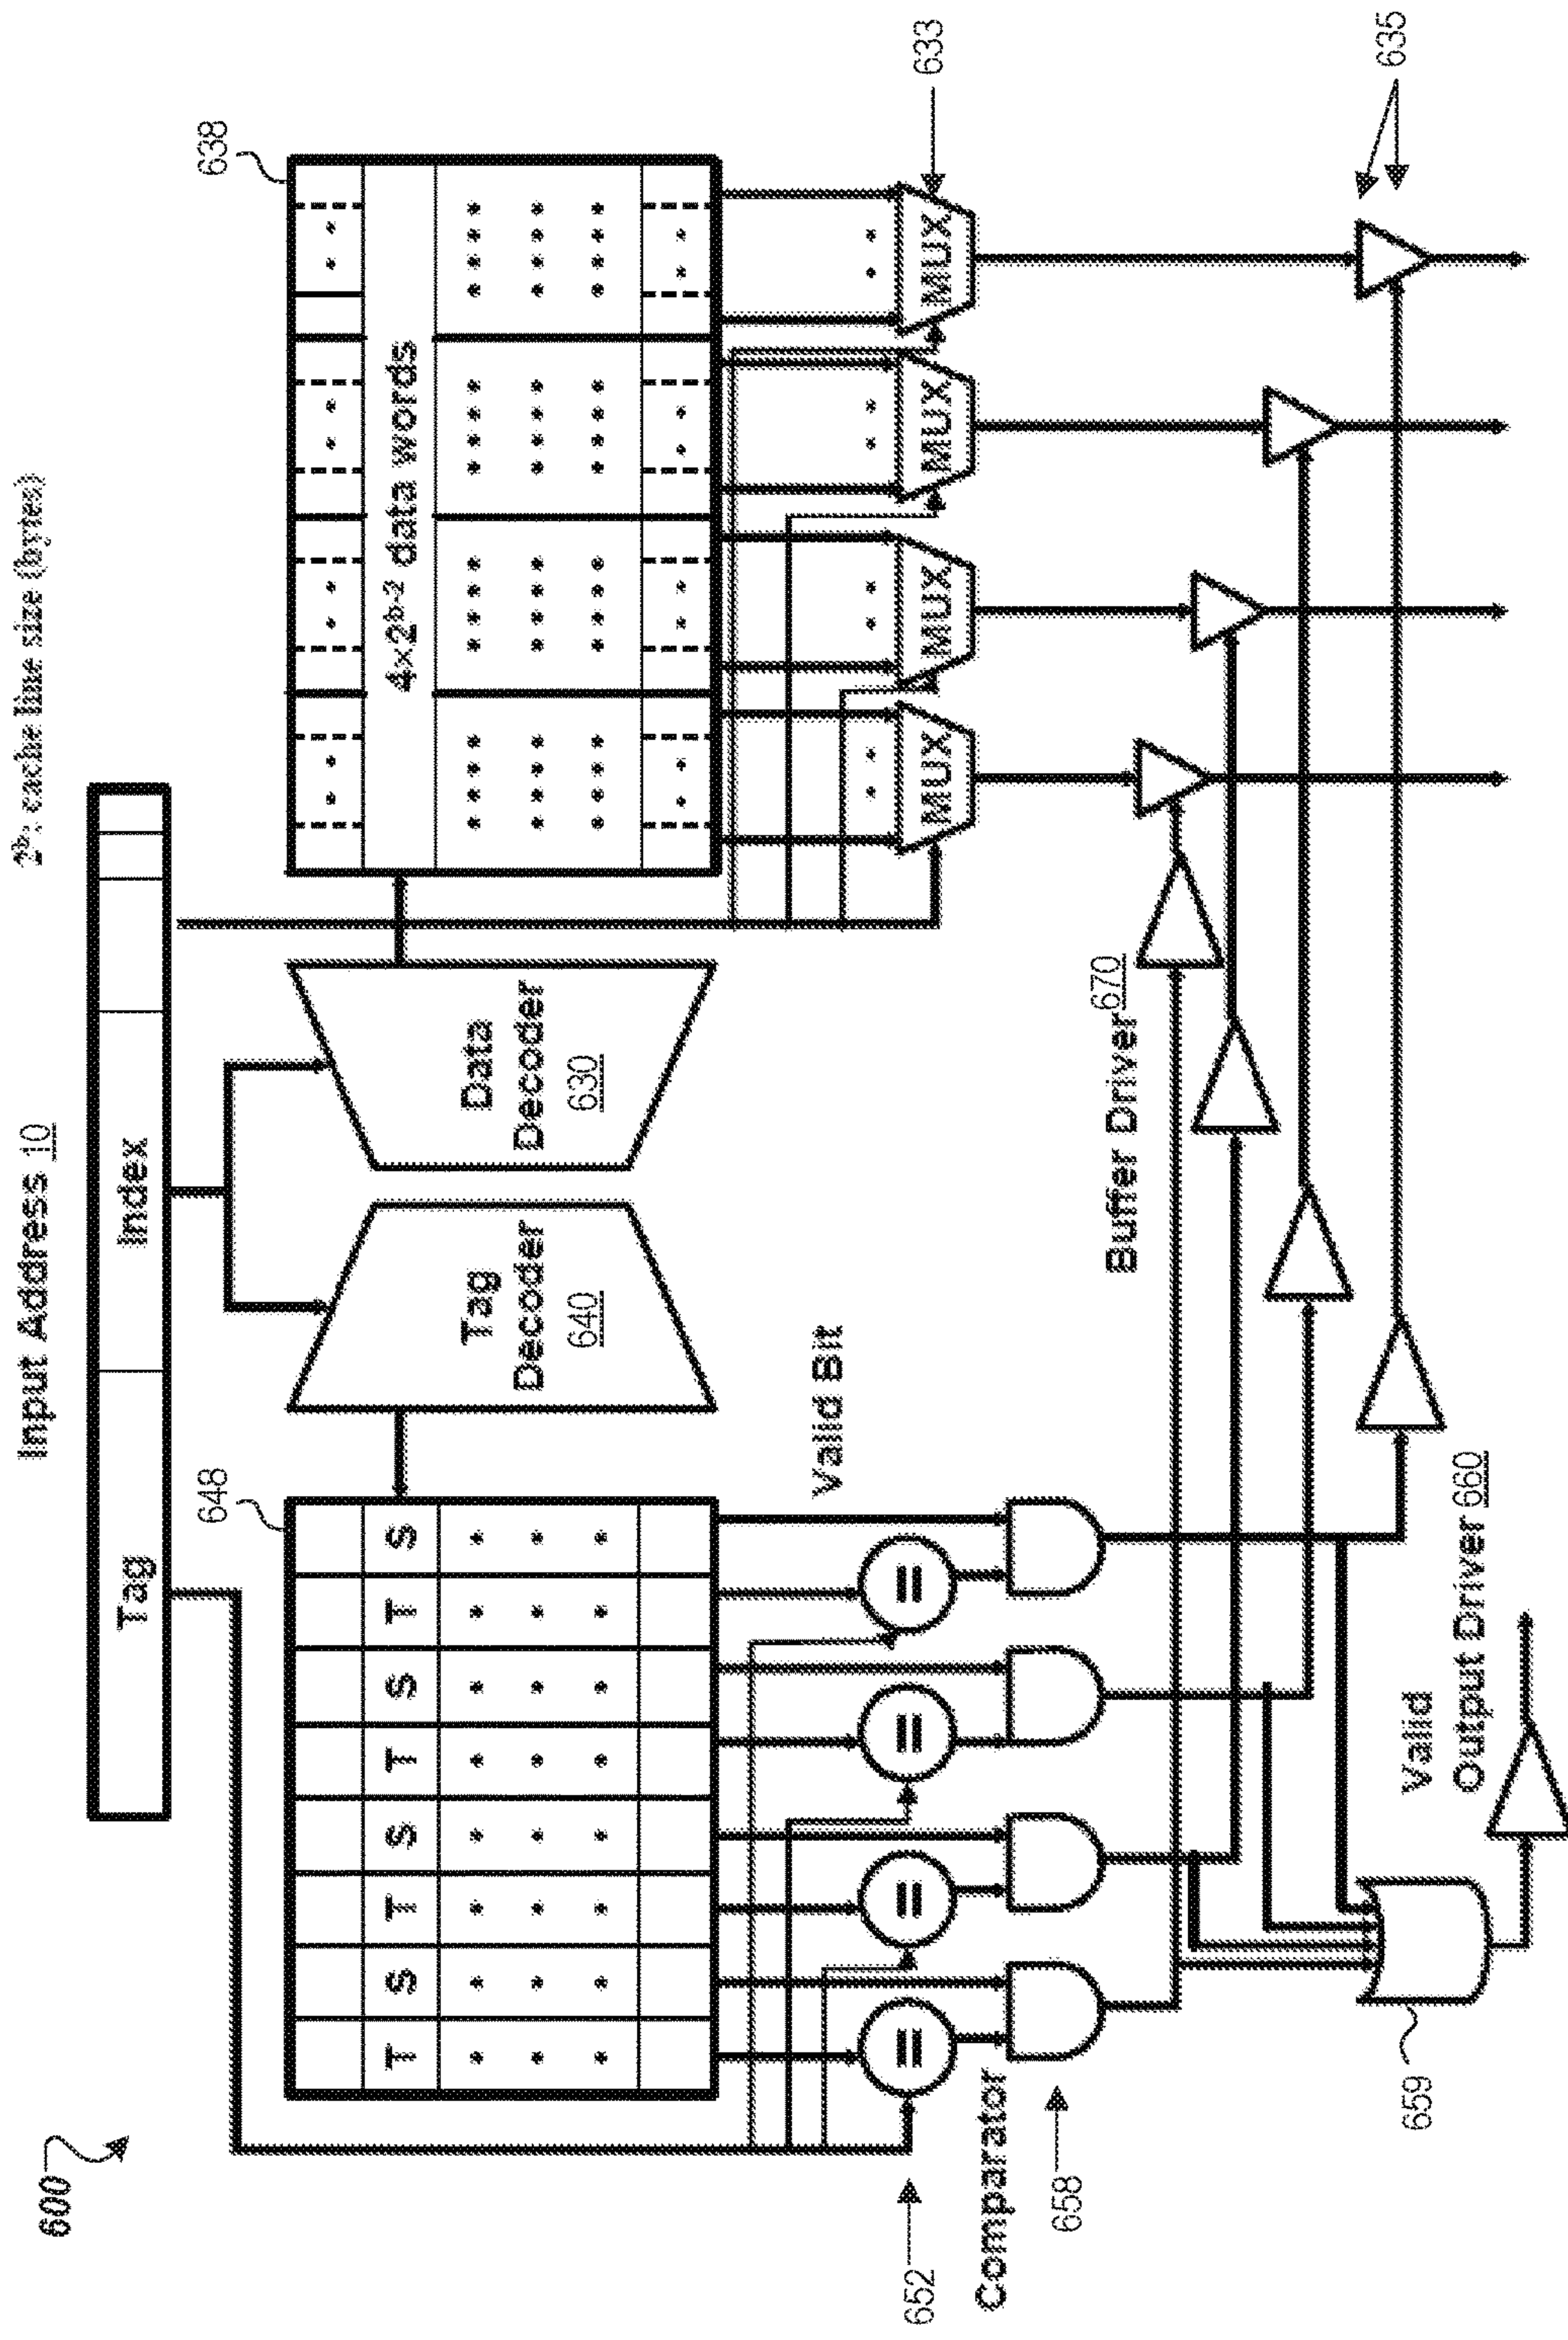 600
Input Address 10
2ᵇ: cache line size (bytes)
Tag
Index
648
638
T S T S T S T S
Tag
Decoder
640
Data
Decoder
630
4×2ᵇ⁻² data words
Valid Bit
652
=
=
=
=
MUX
MUX
MUX
MUX
633
Comparator
658
Buffer Driver 670
635
Valid
Output Driver 660
659